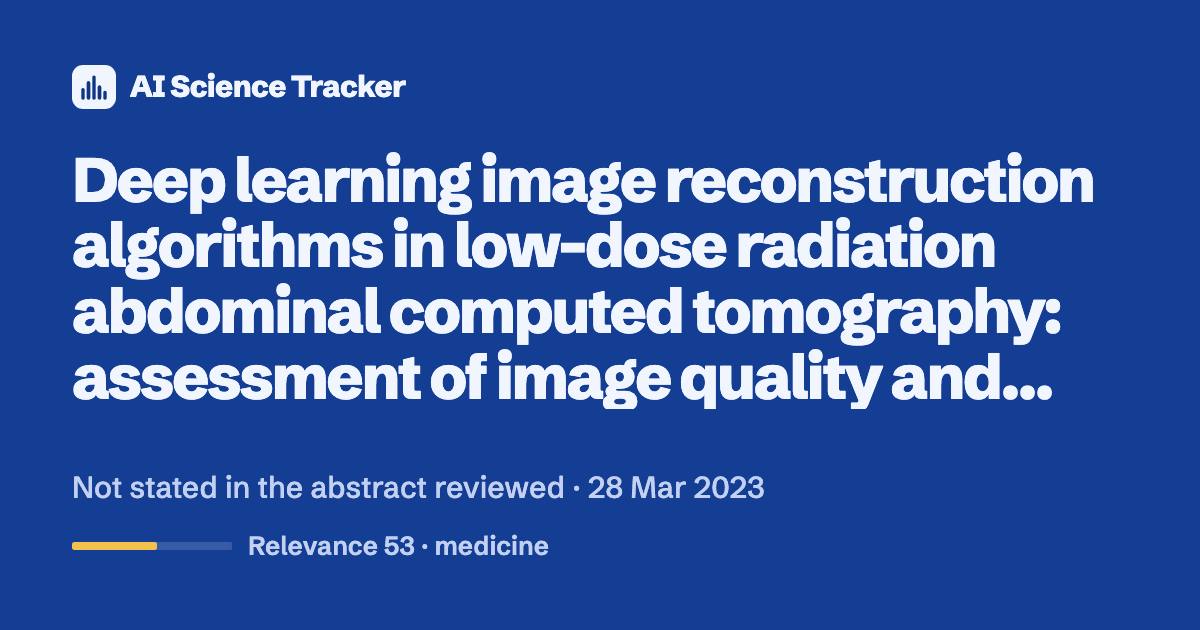 AI Science Tracker
Deep learning image reconstruction
algorithms in low-dose radiation
abdominal computed tomography:
assessment of image quality and...
Not stated in the abstract reviewed · 28 Mar 2023
Relevance 53 · medicine